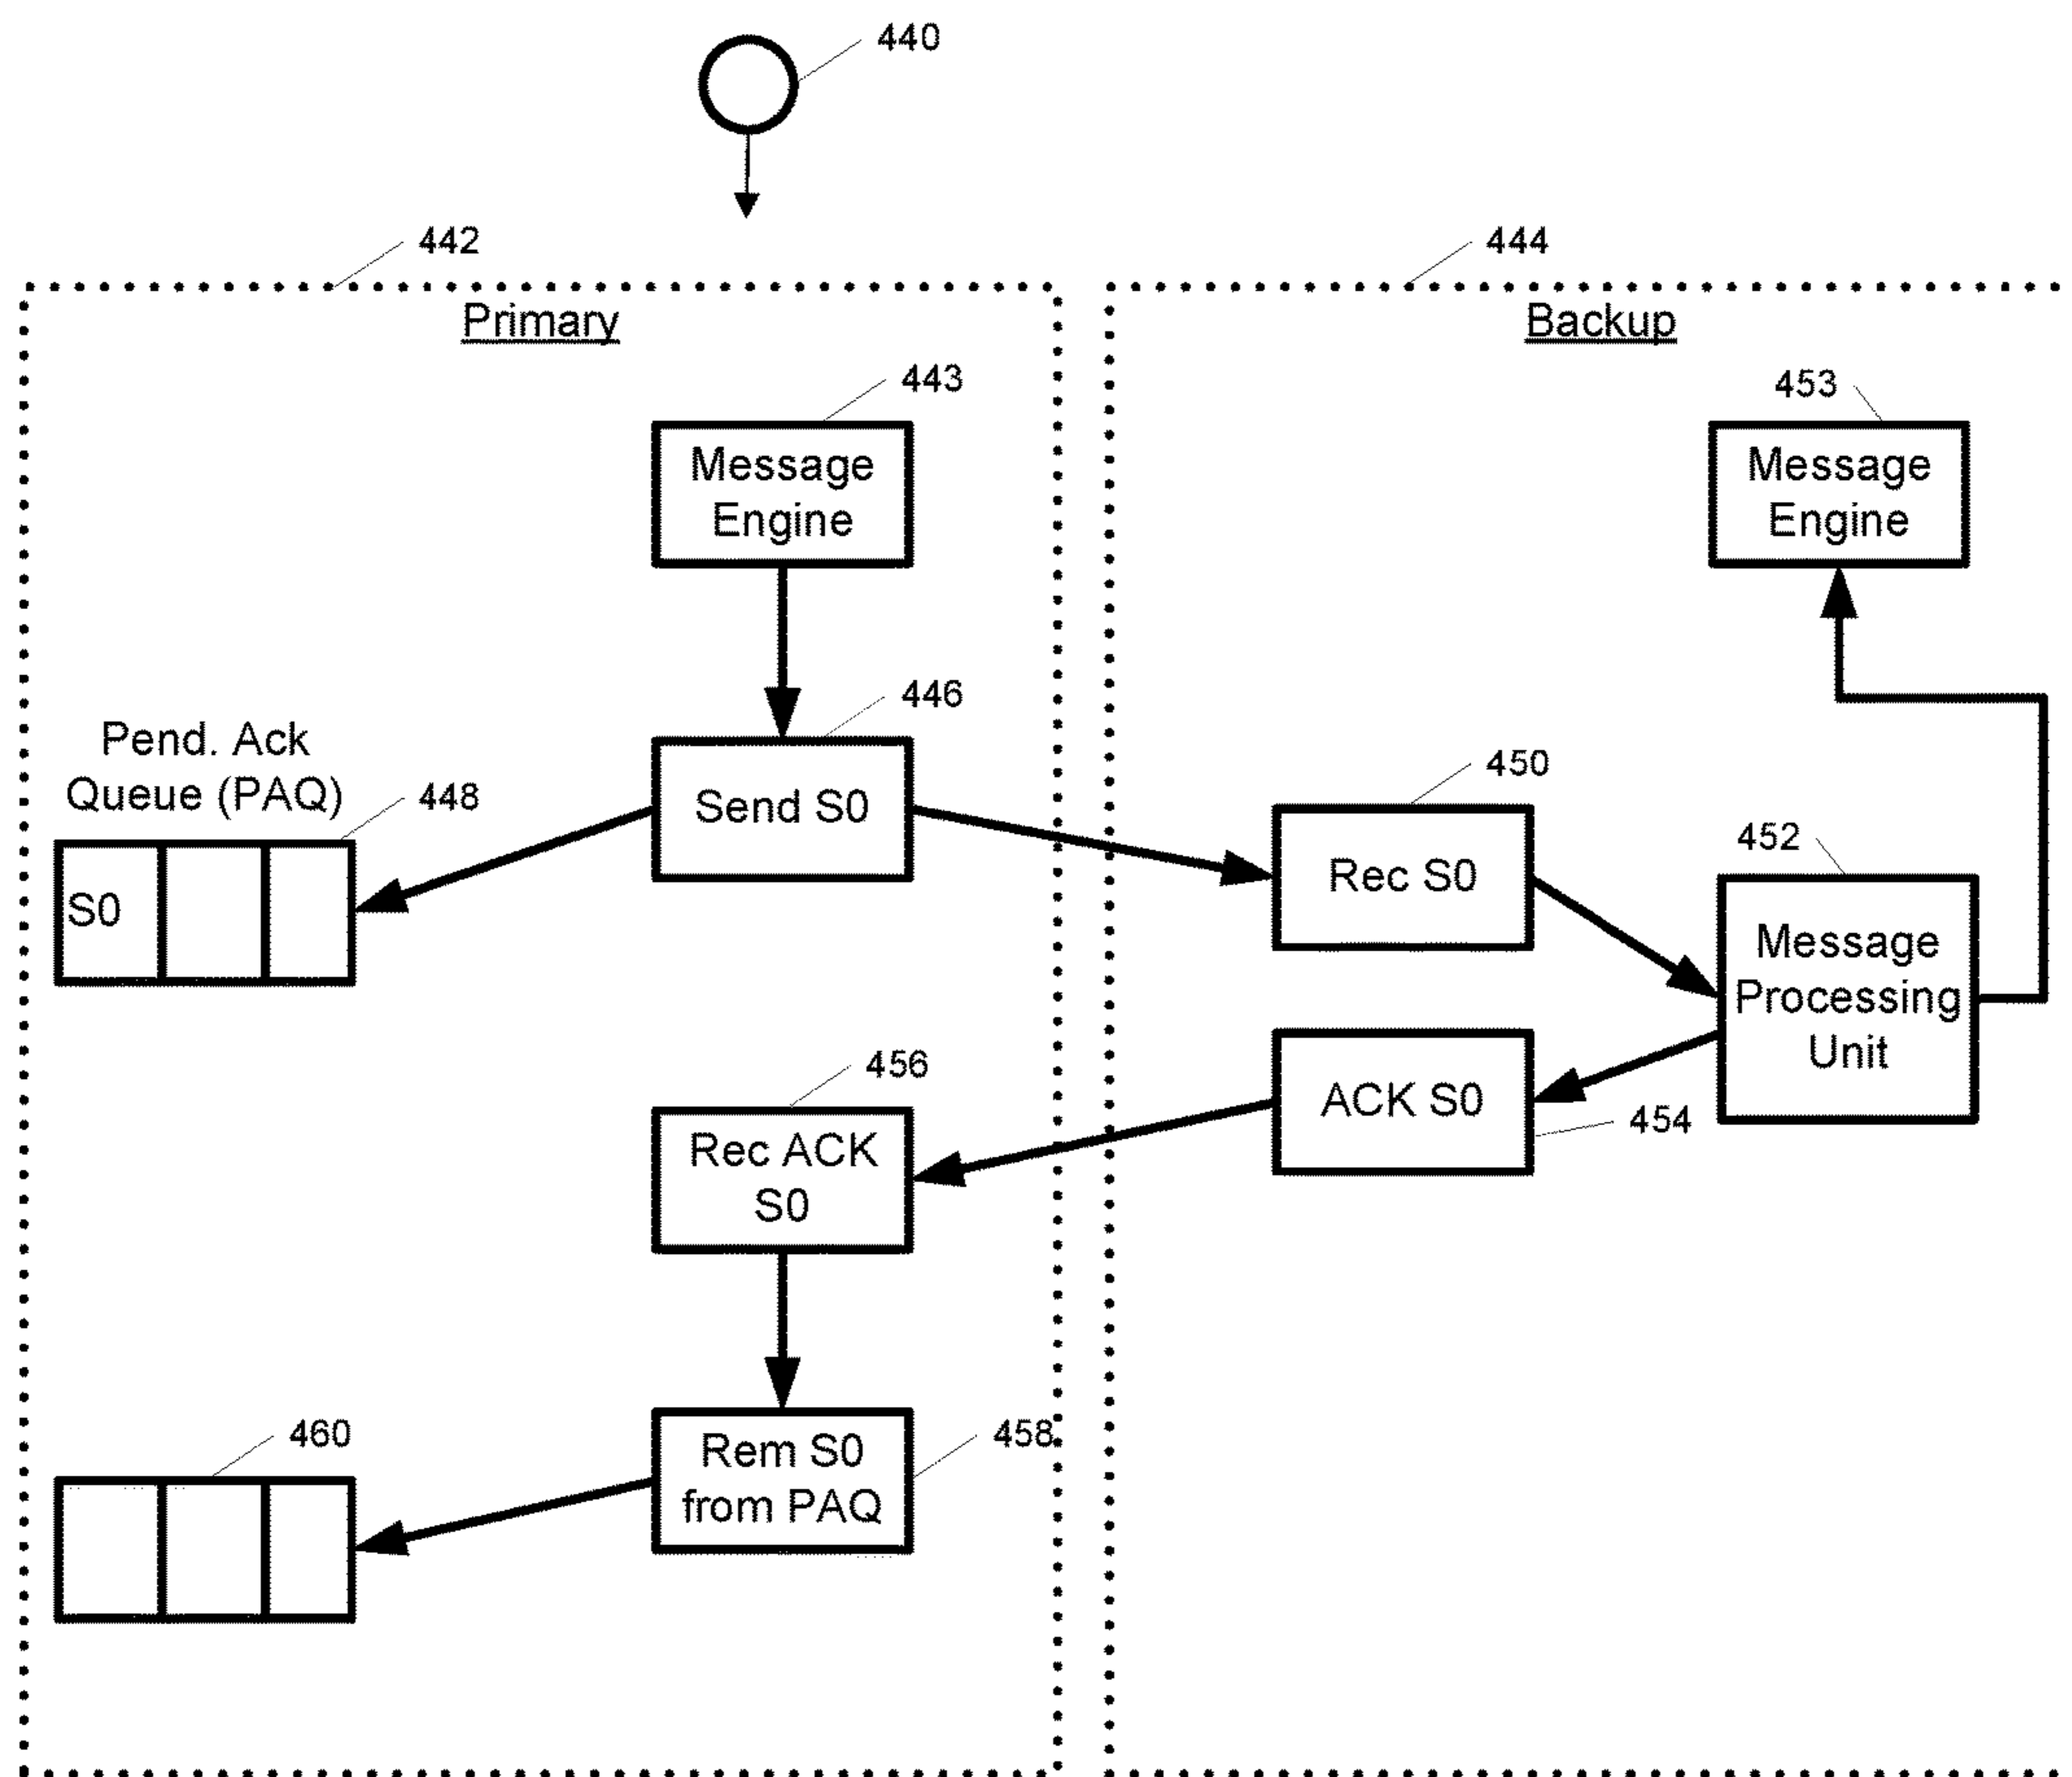 440
442
444
Primary
Backup
443
453
Message
Engine
Message
Engine
446
Pend. Ack
Queue (PAQ)
448
Send S0
450
S0
Rec S0
452
Message
Processing
Unit
456
ACK S0
454
Rec ACK
S0
460
458
Rem S0
from PAQ